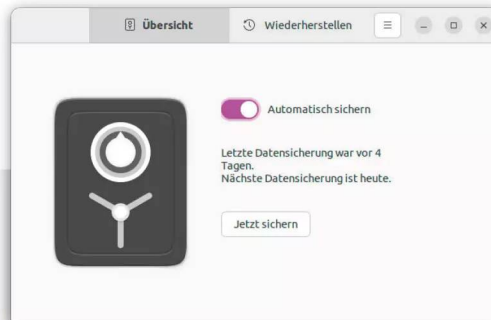 Übersicht
Wiederherstellen
Automatisch sichern
Letzte Datensicherung war vor 4
Tagen.
Nächste Datensicherung ist heute.
Jetzt sichern